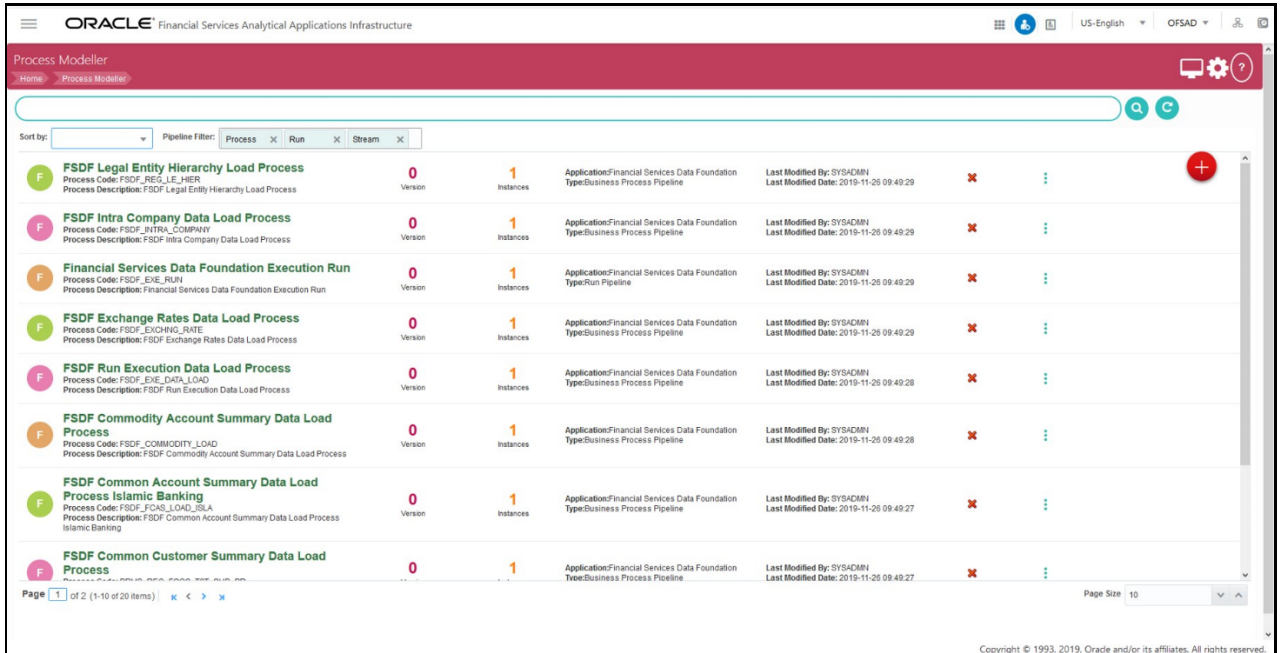 ORACLE® Financial Services Analytical Applications Infrastructure
US-English
OFSAD
Process Modeller
Home
Process Modeller
?
Sort by:
Pipeline Filter:
Process
Run
Stream
F
FSDF Legal Entity Hierarchy Load Process
Process Code: FSDF_REG_LE_HIER
Process Description: FSDF Legal Entity Hierarchy Load Process
0
Version
1
Instances
Application:Financial Services Data Foundation
Type:Business Process Pipeline
Last Modified By: SYSADMN
Last Modified Date: 2019-11-26 09:49:29
F
FSDF Intra Company Data Load Process
Process Code: FSDF_INTRA_COMPANY
Process Description: FSDF Intra Company Data Load Process
0
Version
1
Instances
Application:Financial Services Data Foundation
Type:Business Process Pipeline
Last Modified By: SYSADMN
Last Modified Date: 2019-11-26 09:49:29
F
Financial Services Data Foundation Execution Run
Process Code: FSDF_EXE_RUN
Process Description: Financial Services Data Foundation Execution Run
0
Version
1
Instances
Application:Financial Services Data Foundation
Type:Run Pipeline
Last Modified By: SYSADMN
Last Modified Date: 2019-11-26 09:49:29
F
FSDF Exchange Rates Data Load Process
Process Code: FSDF_EXCHNG_RATE
Process Description: FSDF Exchange Rates Data Load Process
0
Version
1
Instances
Application:Financial Services Data Foundation
Type:Business Process Pipeline
Last Modified By: SYSADMN
Last Modified Date: 2019-11-26 09:49:29
F
FSDF Run Execution Data Load Process
Process Code: FSDF_EXE_DATA_LOAD
Process Description: FSDF Run Execution Data Load Process
0
Version
1
Instances
Application:Financial Services Data Foundation
Type:Business Process Pipeline
Last Modified By: SYSADMN
Last Modified Date: 2019-11-26 09:49:28
F
FSDF Commodity Account Summary Data Load
Process
Process Code: FSDF_COMMODITY_LOAD
Process Description: FSDF Commodity Account Summary Data Load Process
0
Version
1
Instances
Application:Financial Services Data Foundation
Type:Business Process Pipeline
Last Modified By: SYSADMN
Last Modified Date: 2019-11-26 09:49:28
F
FSDF Common Account Summary Data Load
Process Islamic Banking
Process Code: FSDF_FCAS_LOAD_ISLA
Process Description: FSDF Common Account Summary Data Load Process
Islamic Banking
0
Version
1
Instances
Application:Financial Services Data Foundation
Type:Business Process Pipeline
Last Modified By: SYSADMN
Last Modified Date: 2019-11-26 09:49:27
F
FSDF Common Customer Summary Data Load
Process
0
1
Application:Financial Services Data Foundation
Type:Business Process Pipeline
Last Modified By: SYSADMN
Last Modified Date: 2019-11-26 09:49:27
Page 1 of 2 (1-10 of 20 items)
Page Size 10
Copyright © 1993, 2019, Oracle and/or its affiliates. All rights reserved.